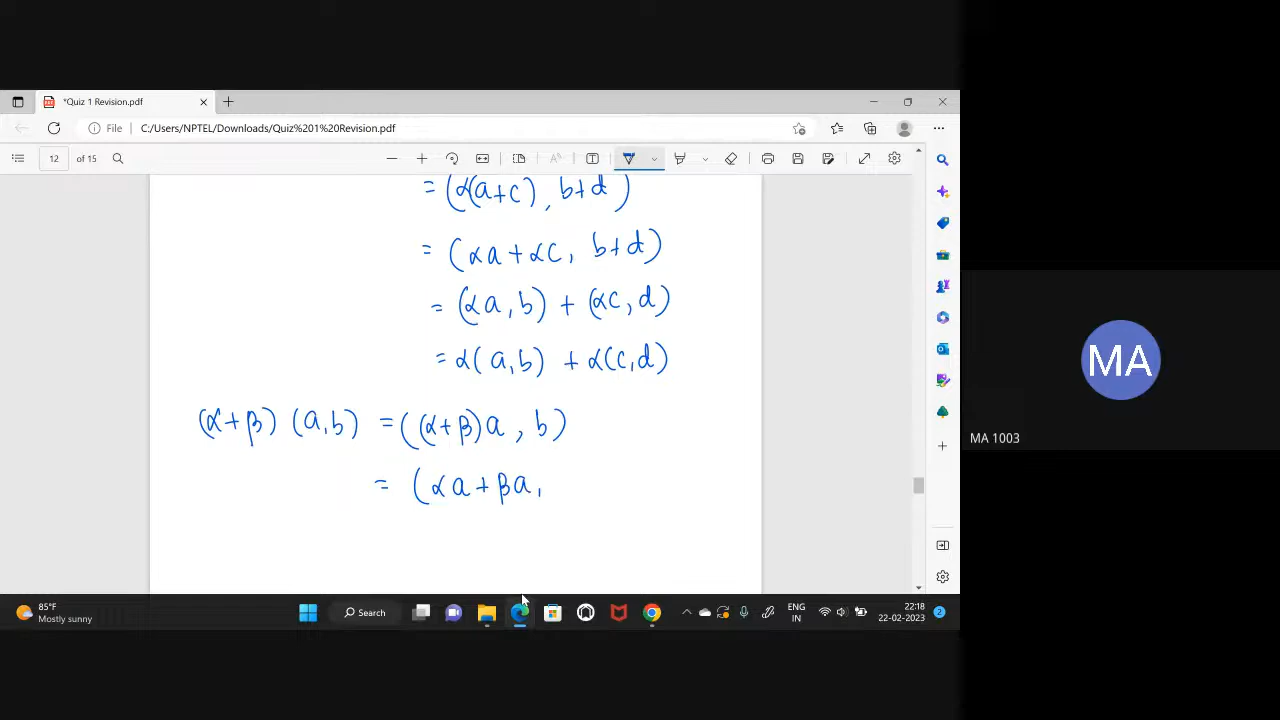 *Quiz 1 Revision.pdf
File C:/Users/NPTEL/Downloads/Quiz%201%20Revision.pdf
12 of 15
= (α(a+c), b+d)
= (αa+αc, b+d)
= (αa, b) + (αc, d)
= α(a,b) + α(c,d)
(α+β) (a,b) = ((α+β)a, b)
= (αa+βa,
MA
MA 1003
85°F
Mostly sunny
Search
ENG
IN
22:18
22-02-2023
2